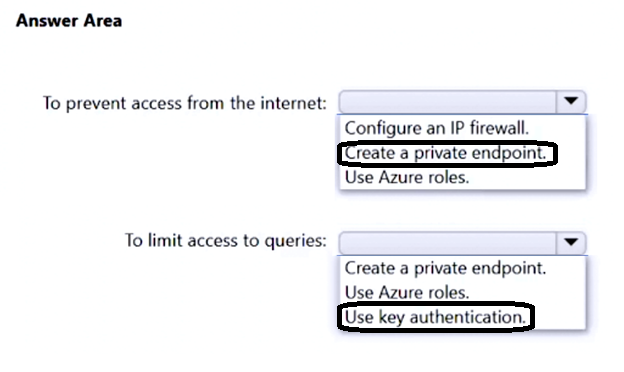 Answer Area
To prevent access from the internet:
Configure an IP firewall.
Create a private endpoint.
Use Azure roles.
To limit access to queries:
Create a private endpoint.
Use Azure roles.
Use key authentication.